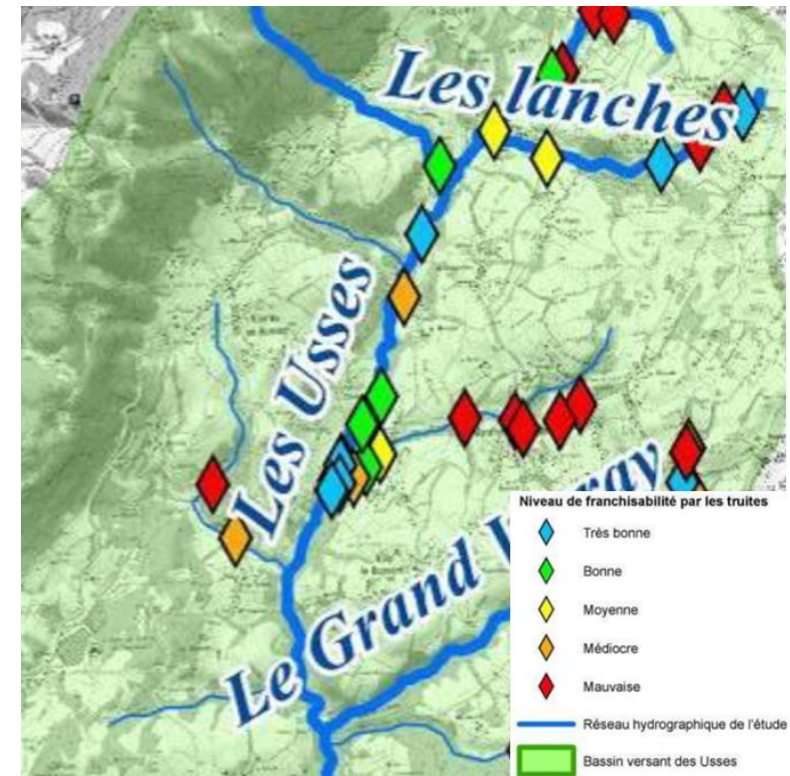 Les lanches
Les Usses
Le Grand
ray
Niveau de franchisabilité par les truites
Très bonne
Bonne
Moyenne
Médiocre
Mauvaise
Réseau hydrographique de l'étude
Bassin versant des Usses